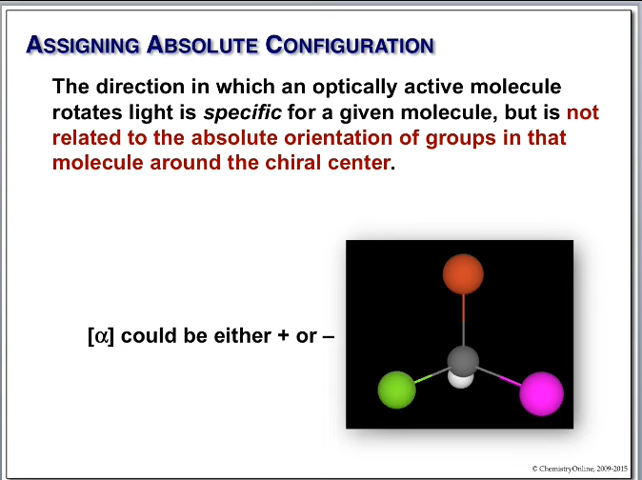 ASSIGNING ABSOLUTE CONFIGURATION
The direction in which an optically active molecule
rotates light is specific for a given molecule, but is not
related to the absolute orientation of groups in that
molecule around the chiral center.
[α] could be either + or –
© ChemistryOnline, 2009-2015